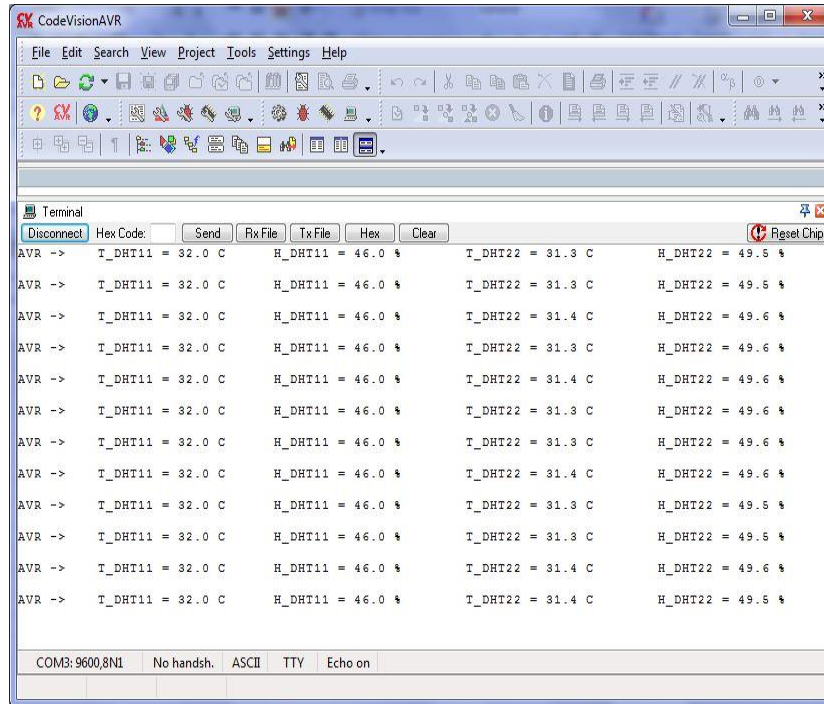 CodeVisionAVR
File Edit Search View Project Tools Settings Help
Terminal
Disconnect Hex Code: Send Rx File Tx File Hex Clear Reset Chip
AVR -> T_DHT11 = 32.0 C H_DHT11 = 46.0 % T_DHT22 = 31.3 C H_DHT22 = 49.5 %
AVR -> T_DHT11 = 32.0 C H_DHT11 = 46.0 % T_DHT22 = 31.3 C H_DHT22 = 49.5 %
AVR -> T_DHT11 = 32.0 C H_DHT11 = 46.0 % T_DHT22 = 31.4 C H_DHT22 = 49.6 %
AVR -> T_DHT11 = 32.0 C H_DHT11 = 46.0 % T_DHT22 = 31.3 C H_DHT22 = 49.6 %
AVR -> T_DHT11 = 32.0 C H_DHT11 = 46.0 % T_DHT22 = 31.4 C H_DHT22 = 49.6 %
AVR -> T_DHT11 = 32.0 C H_DHT11 = 46.0 % T_DHT22 = 31.3 C H_DHT22 = 49.6 %
AVR -> T_DHT11 = 32.0 C H_DHT11 = 46.0 % T_DHT22 = 31.3 C H_DHT22 = 49.6 %
AVR -> T_DHT11 = 32.0 C H_DHT11 = 46.0 % T_DHT22 = 31.4 C H_DHT22 = 49.6 %
AVR -> T_DHT11 = 32.0 C H_DHT11 = 46.0 % T_DHT22 = 31.3 C H_DHT22 = 49.5 %
AVR -> T_DHT11 = 32.0 C H_DHT11 = 46.0 % T_DHT22 = 31.3 C H_DHT22 = 49.5 %
AVR -> T_DHT11 = 32.0 C H_DHT11 = 46.0 % T_DHT22 = 31.4 C H_DHT22 = 49.6 %
AVR -> T_DHT11 = 32.0 C H_DHT11 = 46.0 % T_DHT22 = 31.4 C H_DHT22 = 49.5 %
COM3: 9600,8N1 No handsh. ASCII TTY Echo on